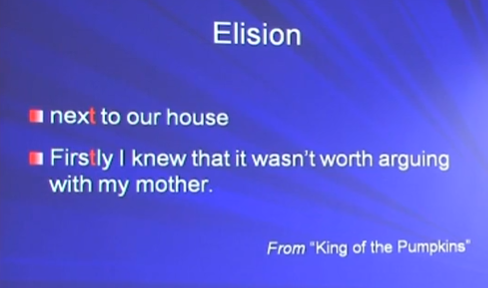 Elision
next to our house
Firstly I knew that it wasn't worth arguing
with my mother.
From "King of the Pumpkins"